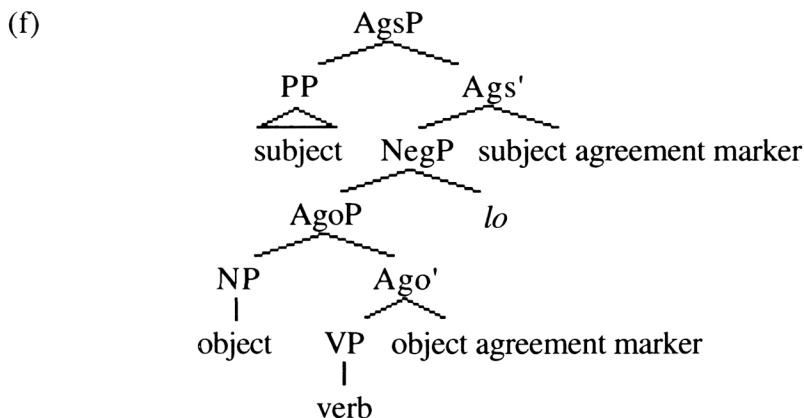 (f) AgsP
PP Ags'
subject NegP subject agreement marker
AgoP lo
NP Ago'
object VP object agreement marker
verb